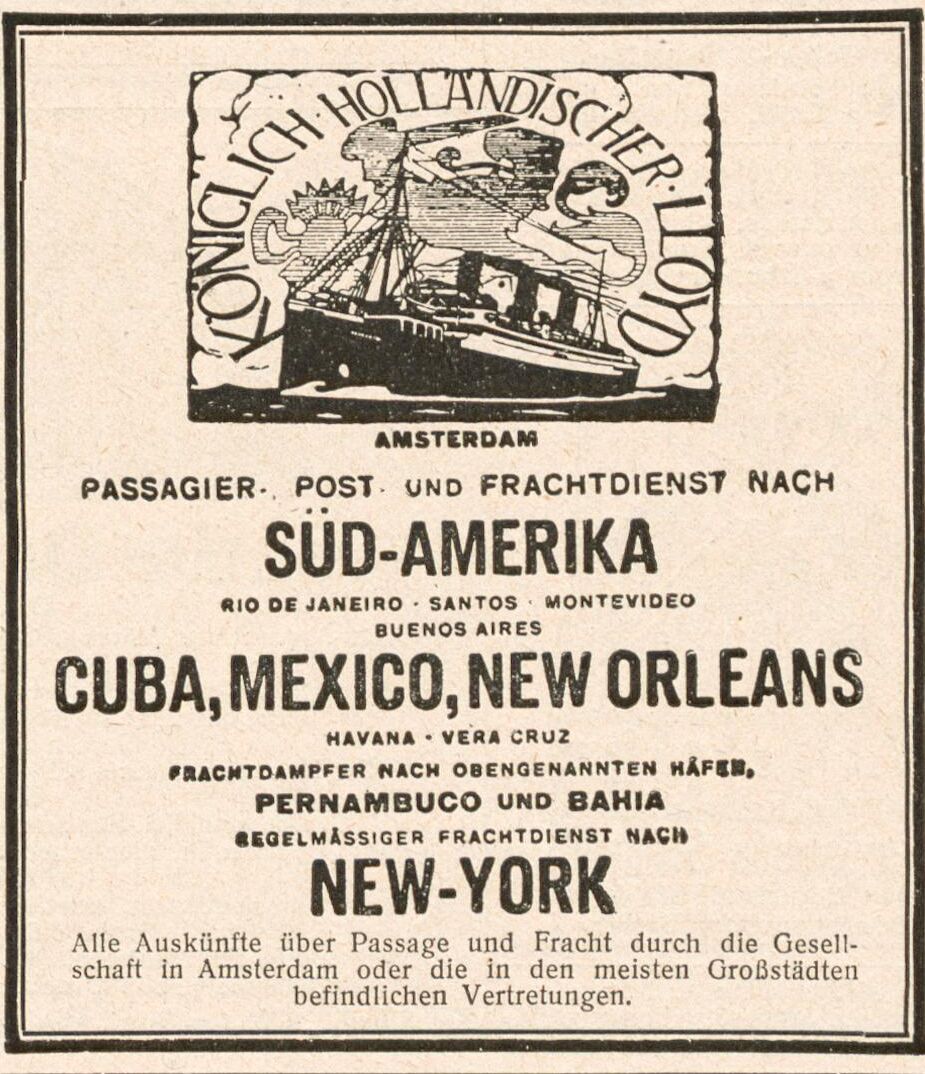 KÖNIGLICH·HOLLÄNDISCHER·LLOYD
AMSTERDAM
PASSAGIER-, POST- UND FRACHTDIENST NACH
SÜD-AMERIKA
RIO DE JANEIRO · SANTOS · MONTEVIDEO
BUENOS AIRES
CUBA, MEXICO, NEW ORLEANS
HAVANA · VERA CRUZ
FRACHTDAMPFER NACH OBENGENANNTEN HÄFEN,
PERNAMBUCO UND BAHIA
REGELMÄSSIGER FRACHTDIENST NACH
NEW-YORK
Alle Auskünfte über Passage und Fracht durch die Gesell-
schaft in Amsterdam oder die in den meisten Großstädten
befindlichen Vertretungen.